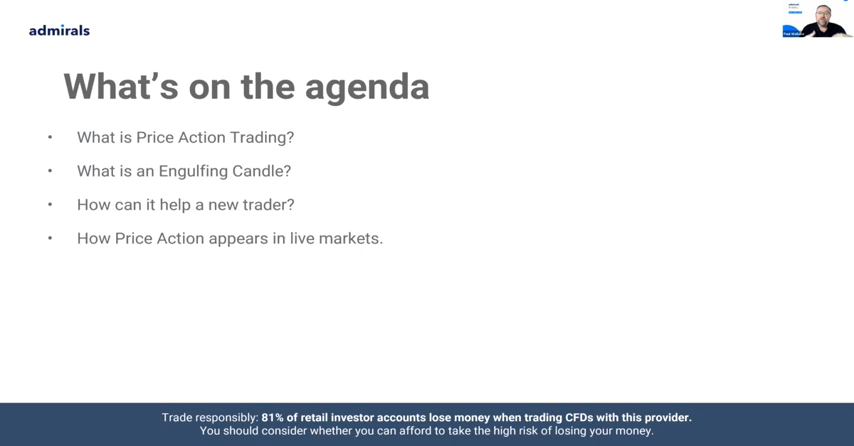 admirals
What's on the agenda
• What is Price Action Trading?
• What is an Engulfing Candle?
• How can it help a new trader?
• How Price Action appears in live markets.
Trade responsibly: 81% of retail investor accounts lose money when trading CFDs with this provider.
You should consider whether you can afford to take the high risk of losing your money.